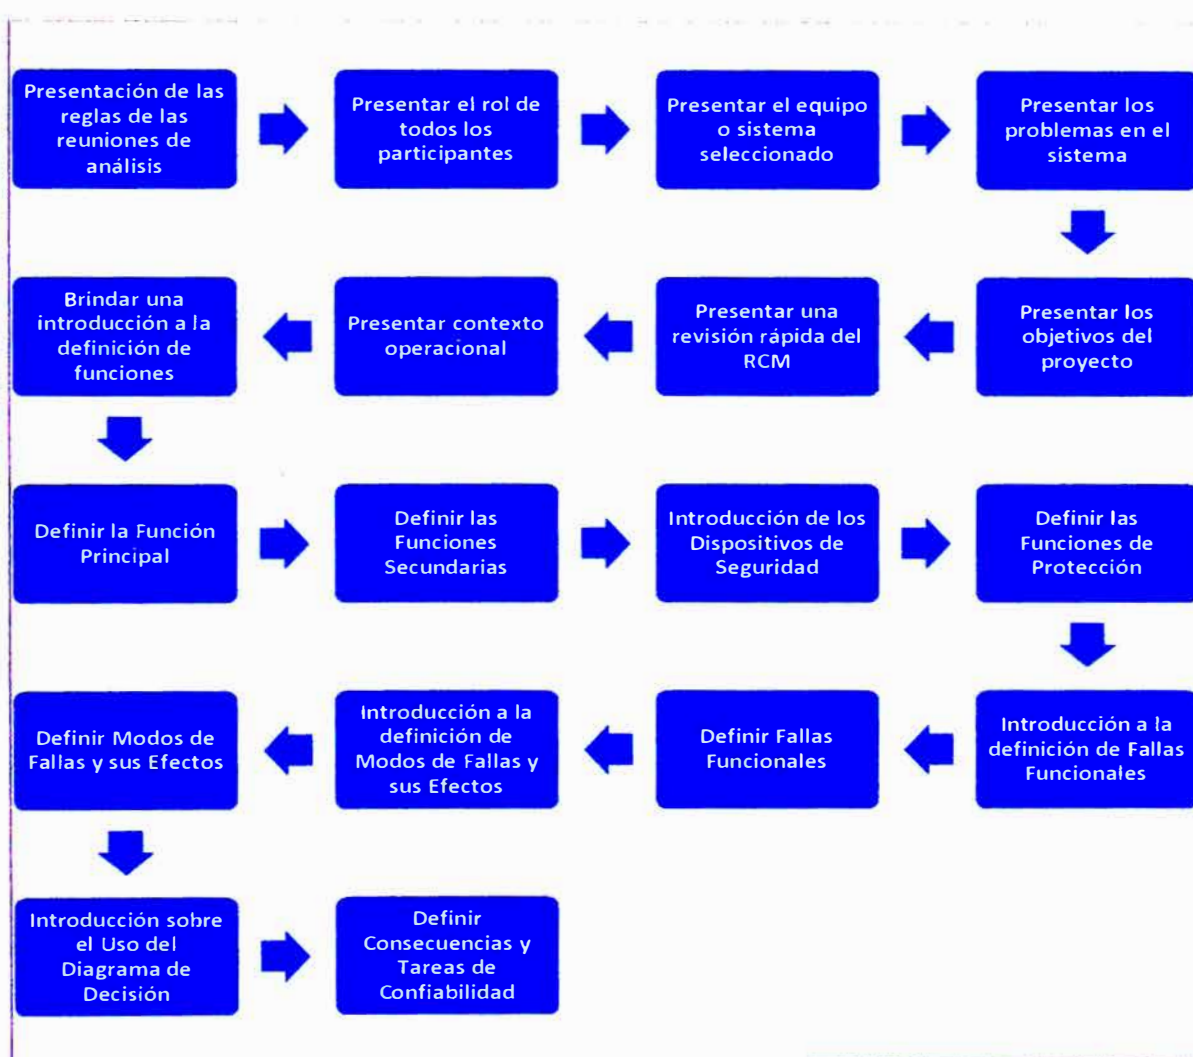 Presentación de las
reglas de las
reuniones de
análisis
Presentar el rol de
todos los
participantes
Presentar el equipo
o sistema
seleccionado
Presentar los
problemas en el
sistema
Presentar los
objetivos del
proyecto
Presentar una
revisión rápida del
RCM
Presentar contexto
operacional
Brindar una
introducción a la
definición de
funciones
Definir la Función
Principal
Definir las
Funciones
Secundarias
Introducción de los
Dispositivos de
Seguridad
Definir las
Funciones de
Protección
Introducción a la
definición de Fallas
Funcionales
Definir Fallas
Funcionales
Introducción a la
definición de
Modos de Fallas y
sus Efectos
Definir Modos de
Fallas y sus Efectos
Introducción sobre
el Uso del
Diagrama de
Decisión
Definir
Consecuencias y
Tareas de
Confiabilidad